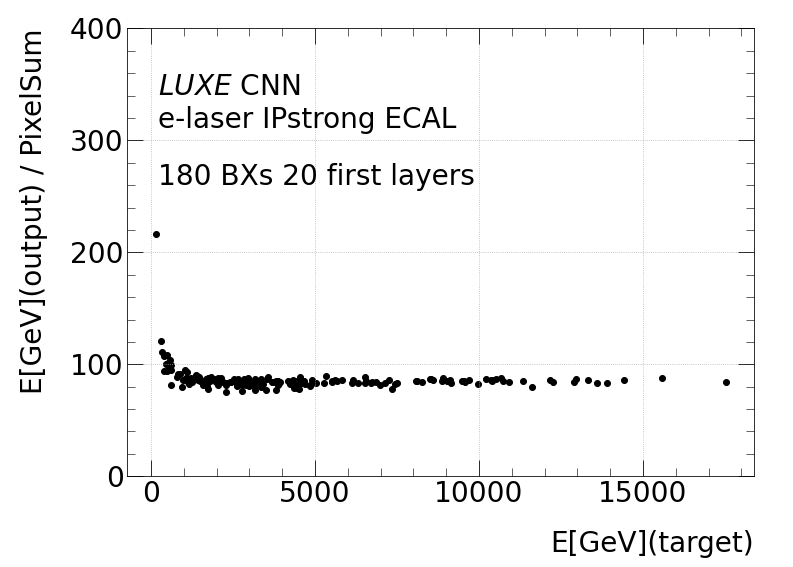 400
300
200
100
0
E[GeV](output) / PixelSum
LUXE CNN
e-laser IPstrong ECAL
180 BXs 20 first layers
0 5000 10000 15000
E[GeV](target)